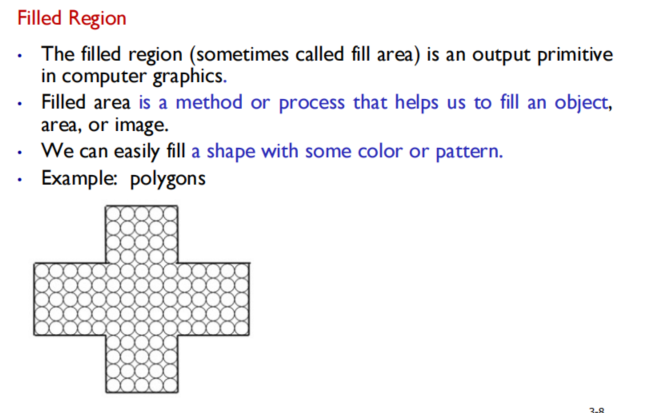 Filled Region
• The filled region (sometimes called fill area) is an output primitive
in computer graphics.
• Filled area is a method or process that helps us to fill an object,
area, or image.
• We can easily fill a shape with some color or pattern.
• Example: polygons
3-8